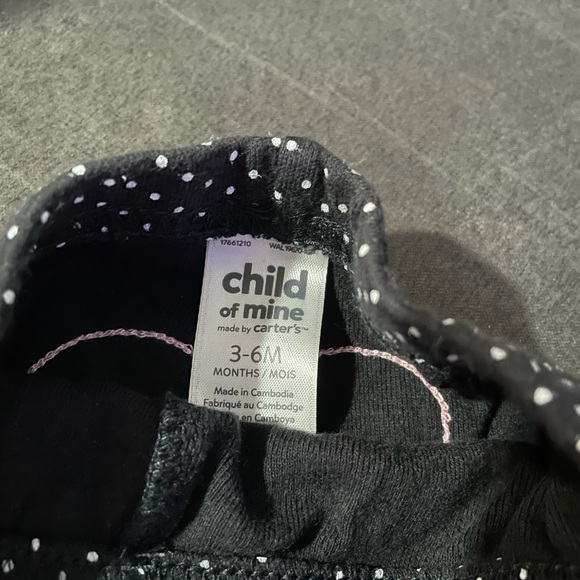 17661210
child
of mine
made by carter's™
3-6M
MONTHS / MOIS
Made in Cambodia
Fabriqué au Cambodge
en Camboya